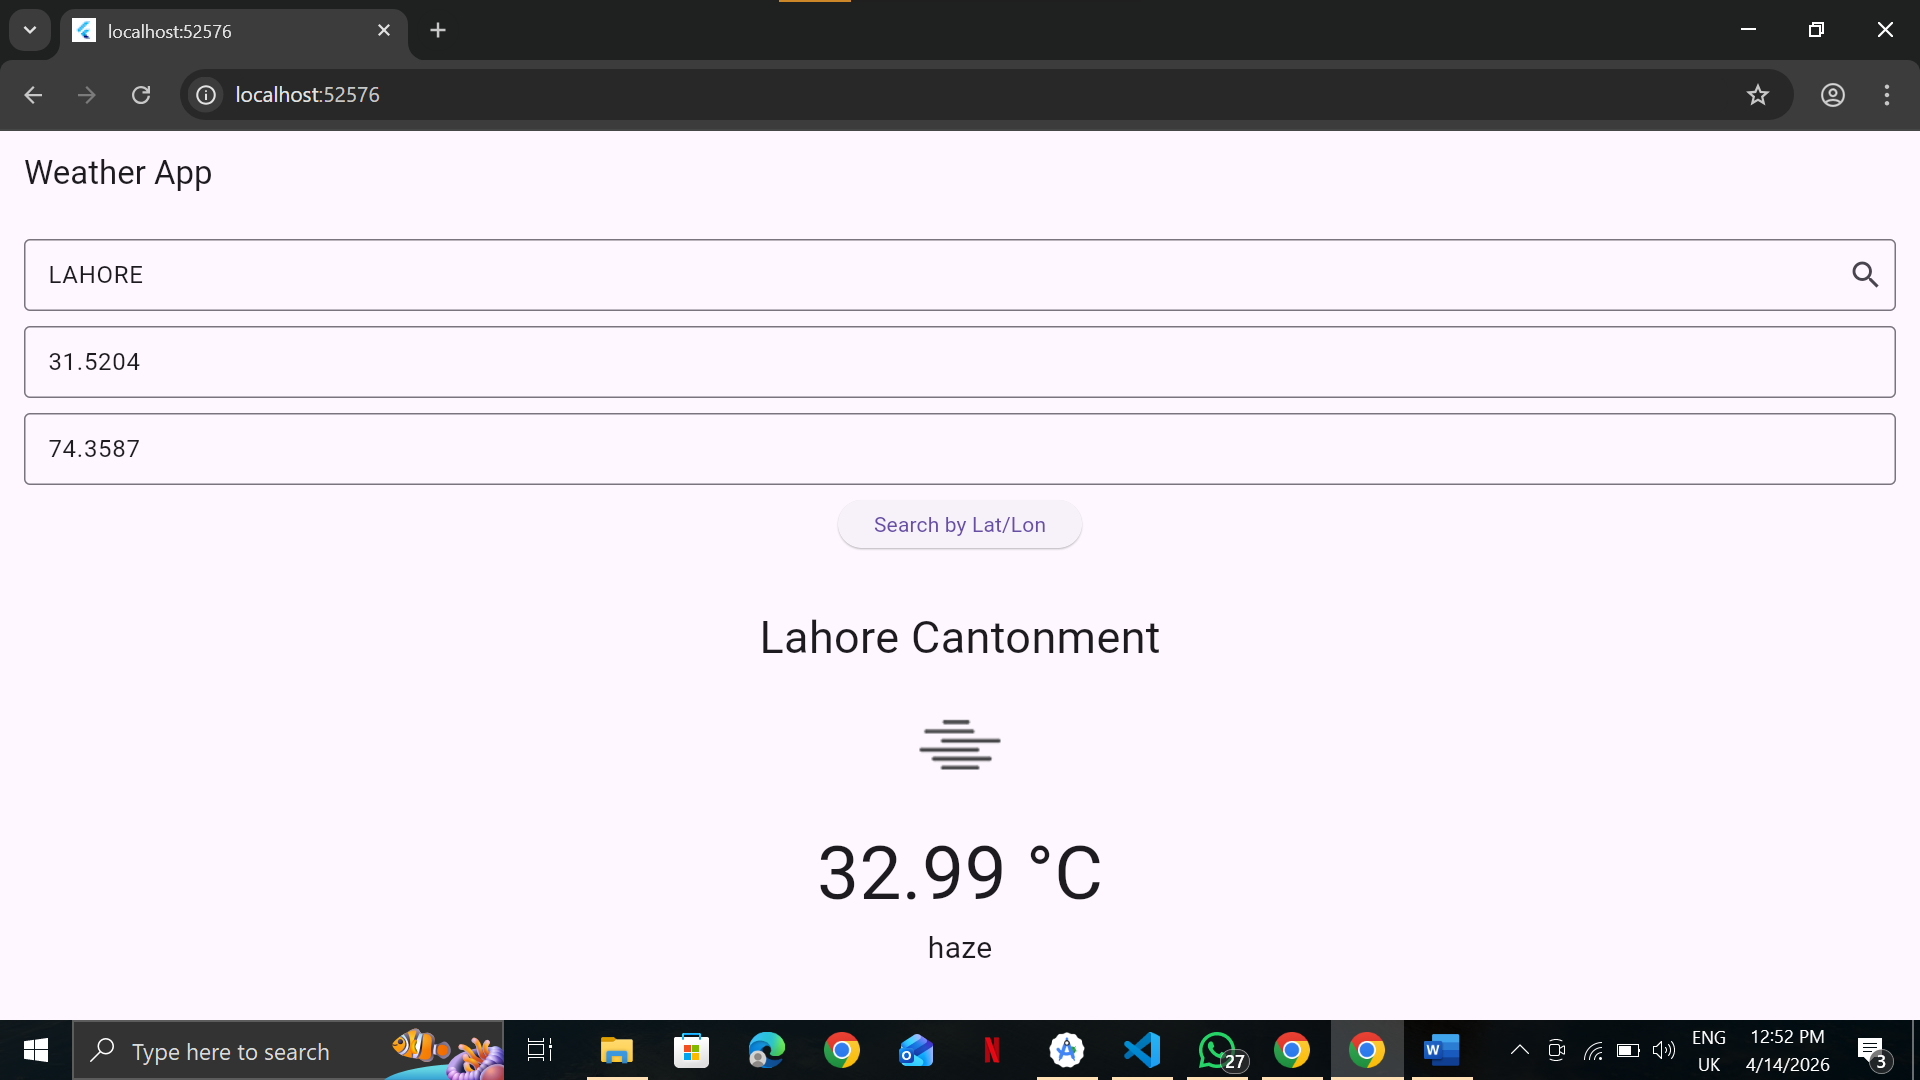 localhost:52576
localhost:52576
Weather App
LAHORE
31.5204
74.3587
Search by Lat/Lon
Lahore Cantonment
32.99 °C
haze
Type here to search
27
ENG
UK
12:52 PM
4/14/2026
3